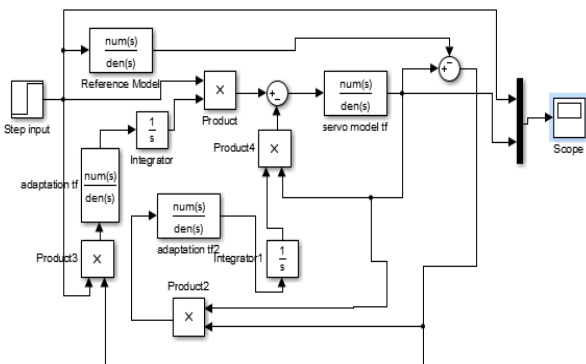 num(s)
den(s)
Reference Model
Step input
×
Product
+
−
num(s)
den(s)
servo model tf
+
−
Scope
1
s
Integrator
adaptation tf
num(s)
den(s)
Product4
×
num(s)
den(s)
adaptation tf2
Product3
×
Integrator1
1
s
Product2
×